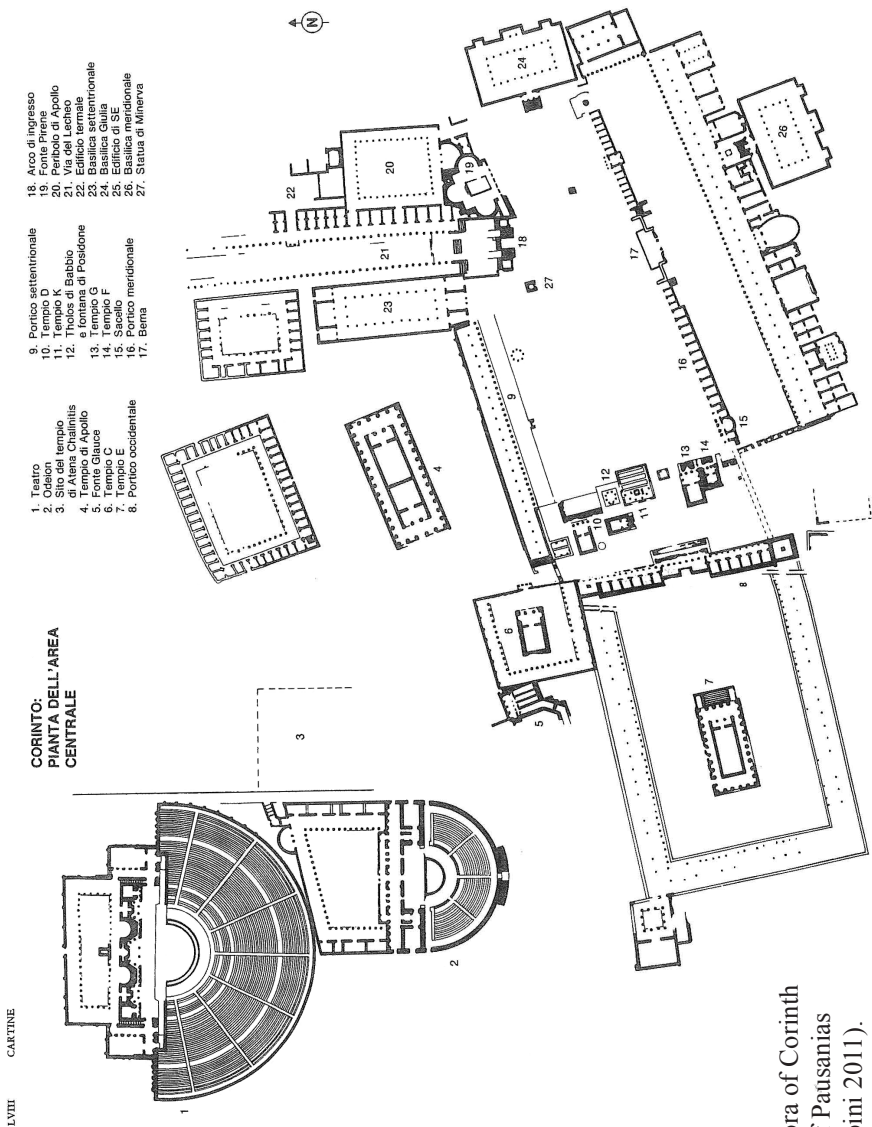 LVIII CARTINE
CORINTO:
PIANTA DELL'AREA
CENTRALE
1. Teatro
2. Odeion
3. Sito del tempio
di Atena Chalinitis
4. Tempio di Apollo
5. Fonte Glauce
6. Tempio C
7. Tempio E
8. Portico occidentale
9. Portico settentrionale
10. Tempio D
11. Tempio K
12. Tholos di Babbio
e fontana di Posidone
13. Tempio G
14. Tempio F
15. Sacello
16. Portico meridionale
17. Bema
18. Arco di ingresso
19. Fonte Pirene
20. Peribolo di Apollo
21. Via del Lecheo
22. Edificio termale
23. Basilica settentrionale
24. Basilica Giulia
25. Edificio di SE
26. Basilica meridionale
27. Statua di Minerva
N
1
2
3
4
5
6
7
8
9
10
11
12
13
14
15
16
17
18
19
20
21
22
23
24
26
27
ora of Corinth
f Pausanias
pini 2011).